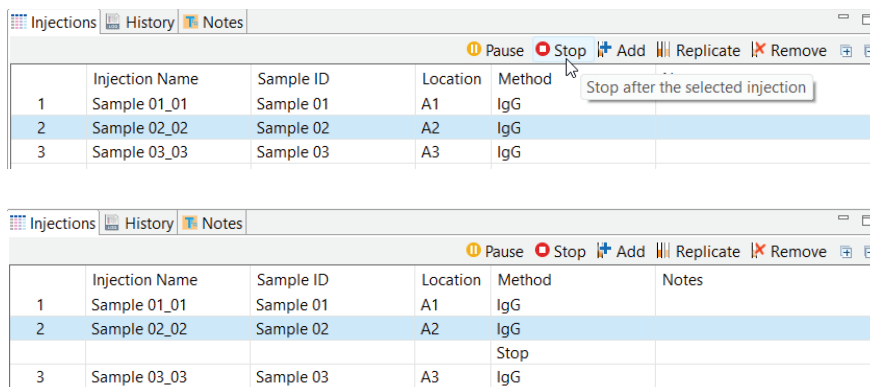 Injections History Notes
Pause Stop Add Replicate Remove
Injection Name Sample ID Location Method
Stop after the selected injection
1 Sample 01_01 Sample 01 A1 IgG
2 Sample 02_02 Sample 02 A2 IgG
3 Sample 03_03 Sample 03 A3 IgG
Injections History Notes
Pause Stop Add Replicate Remove
Injection Name Sample ID Location Method Notes
1 Sample 01_01 Sample 01 A1 IgG
2 Sample 02_02 Sample 02 A2 IgG
Stop
3 Sample 03_03 Sample 03 A3 IgG